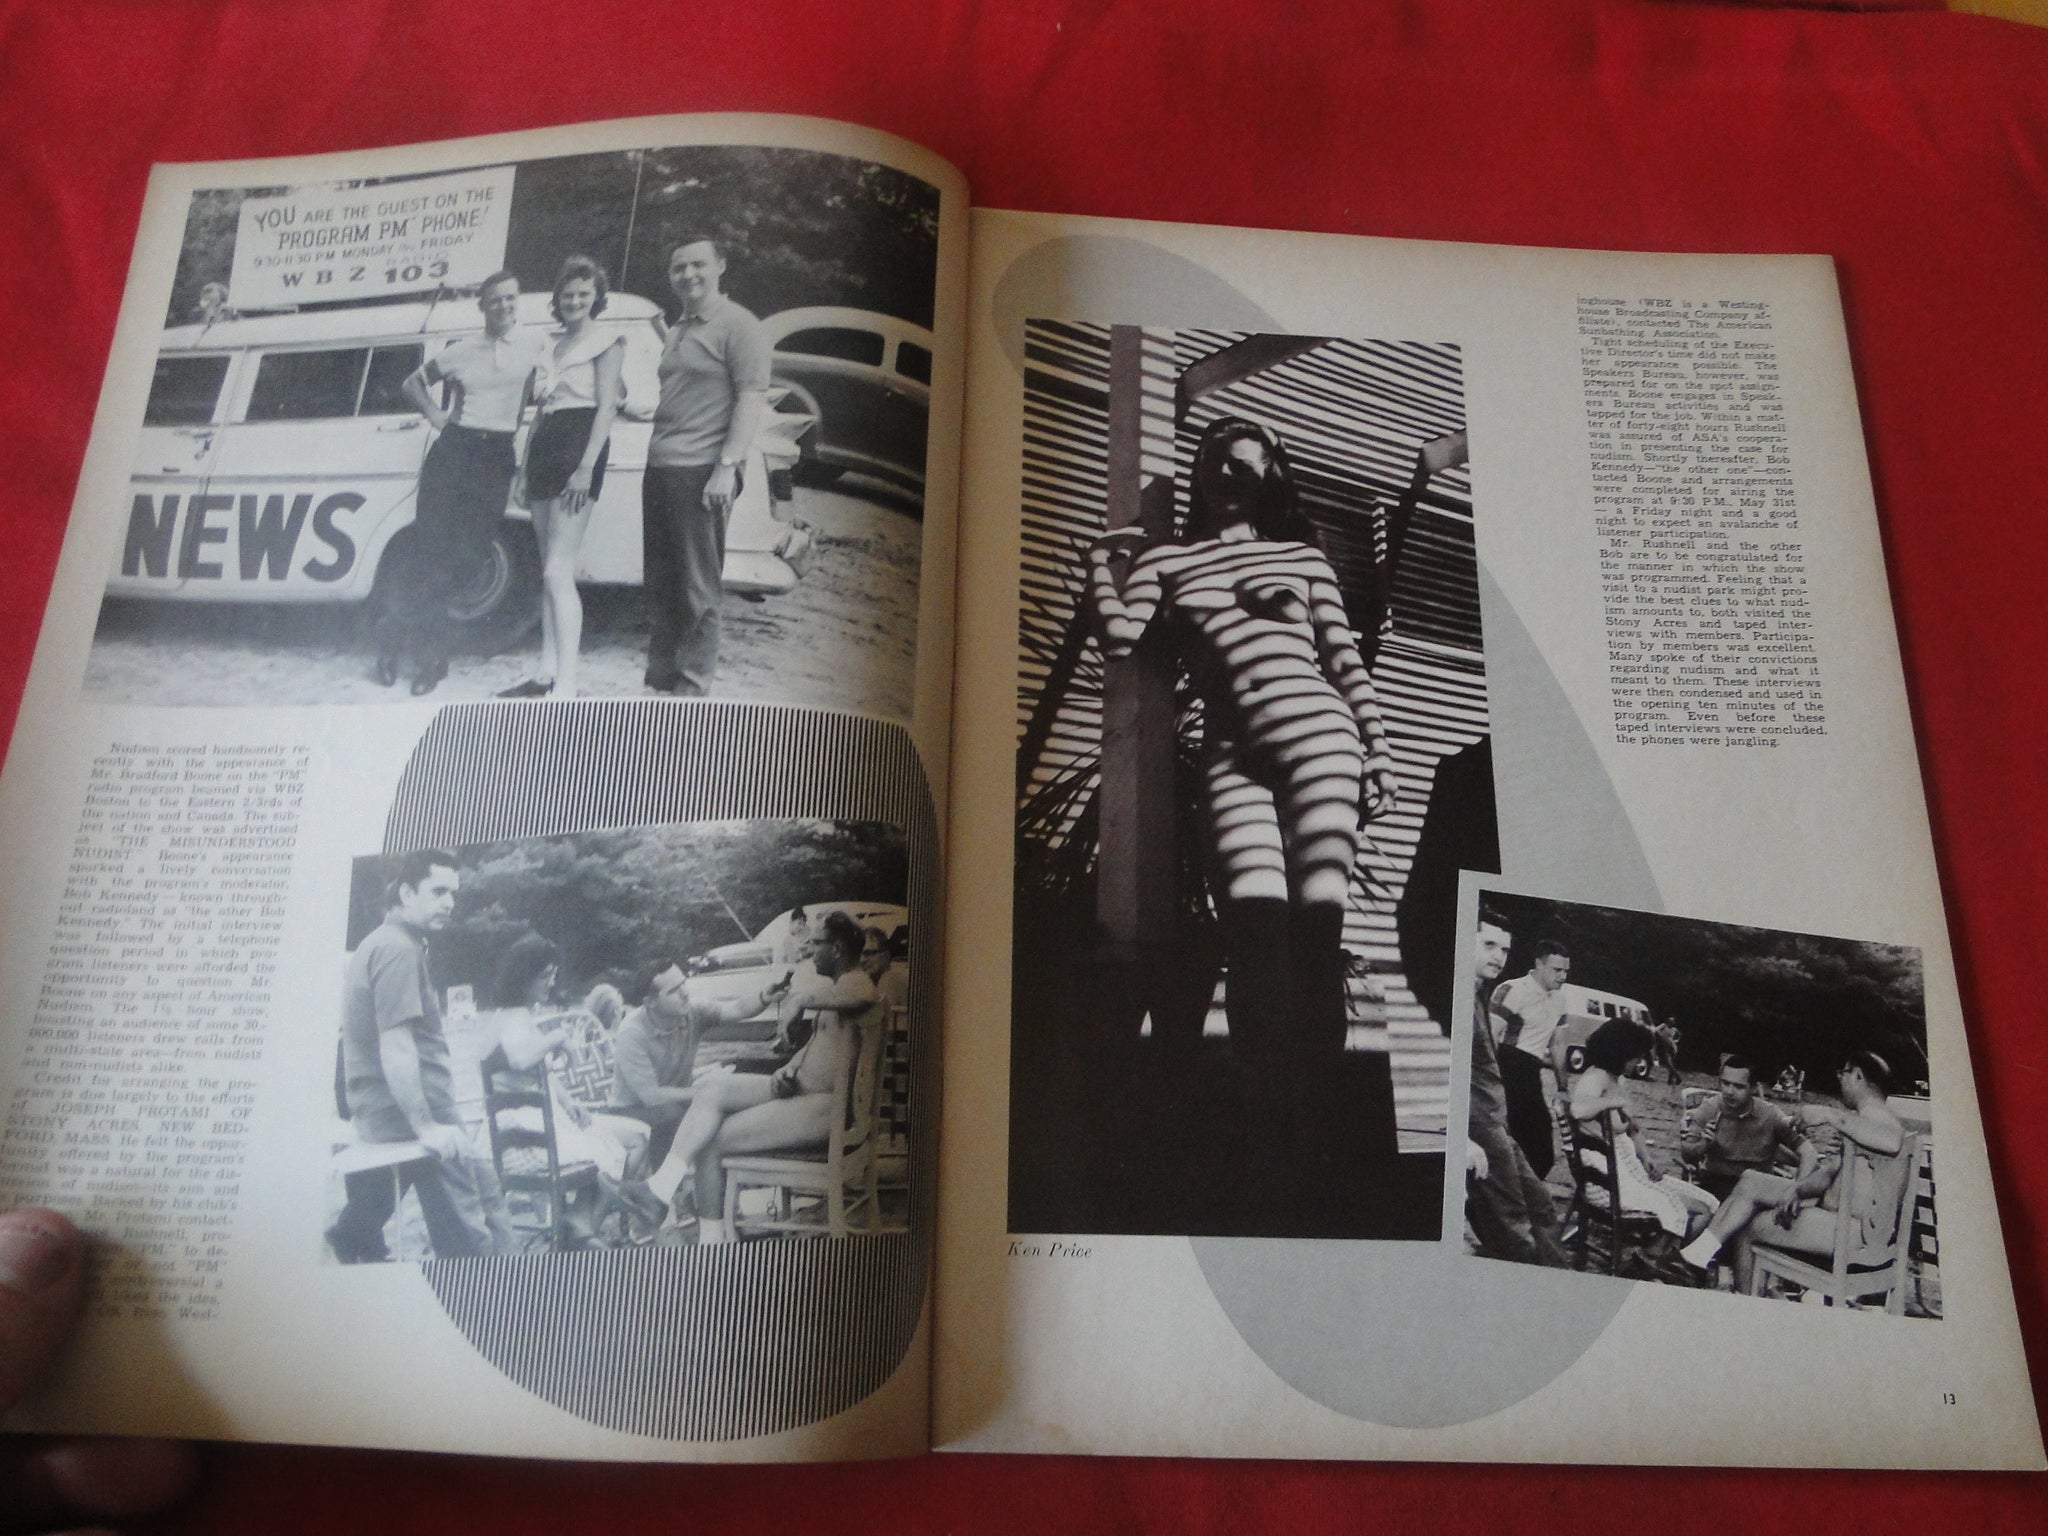 YOU ARE THE GUEST ON THE
PROGRAM PM" PHONE!
9:30-11:30 PM MONDAY thru FRIDAY
RADIO
WBZ 103
NEWS
Nudism scored handsomely re-
cently with the appearance of
Mr. Bradford Boone on the "PM"
radio program beamed via WBZ
Boston to the Eastern 2/3rds of
the nation and Canada. The sub-
ject of the show was advertised
as "THE MISUNDERSTOOD
NUDIST." Boone's appearance
sparked a lively conversation
with the program's moderator,
Bob Kennedy—known through-
out radioland as "the other Bob
Kennedy." The initial interview
was followed by a telephone
question period in which pro-
gram listeners were afforded the
opportunity to question Mr.
Boone on any aspect of American
Nudism. The 1½ hour show,
boasting an audience of some 30,-
000,000 listeners drew calls from
a multi-state area—from nudists
and non-nudists alike.
Credit for arranging the pro-
gram is due largely to the efforts
of JOSEPH PROTAMI OF
STONY ACRES, NEW BED-
FORD, MASS. He felt the oppor-
tunity offered by the program's
format was a natural for the dis-
cussion of nudism—its aim and
purposes. Backed by his club's
Mr. Protami contact-
Rushnell, pro-
"PM," to de-
or not "PM"
controversial a
liked the idea,
OK from West-
inghouse (WBZ is a Westing-
house Broadcasting Company af-
filiate), contacted The American
Sunbathing Association.
Tight scheduling of the Execu-
tive Director's time did not make
her appearance possible. The
Speakers Bureau, however, was
prepared for on the spot assign-
ments. Boone engages in Speak-
ers Bureau activities and was
tapped for the job. Within a mat-
ter of forty-eight hours Rushnell
was assured of ASA's coopera-
tion in presenting the case for
nudism. Shortly thereafter, Bob
Kennedy—"the other one"—con-
tacted Boone and arrangements
were completed for airing the
program at 9:30 P.M., May 31st
— a Friday night and a good
night to expect an avalanche of
listener participation.
Mr. Rushnell and the other
Bob are to be congratulated for
the manner in which the show
was programmed. Feeling that a
visit to a nudist park might pro-
vide the best clues to what nud-
ism amounts to, both visited the
Stony Acres and taped inter-
views with members. Participa-
tion by members was excellent.
Many spoke of their convictions
regarding nudism and what it
meant to them. These interviews
were then condensed and used in
the opening ten minutes of the
program. Even before these
taped interviews were concluded,
the phones were jangling.
Ken Price
13